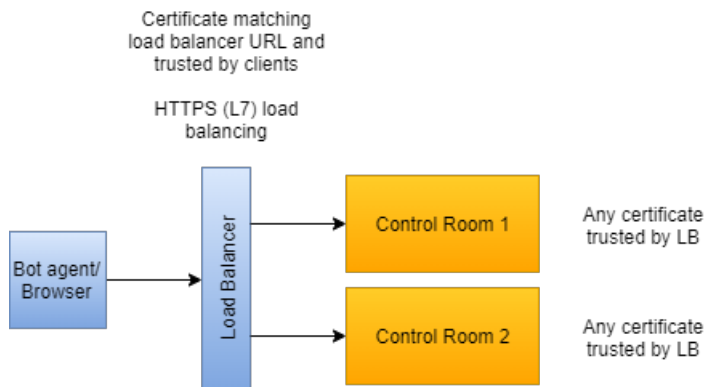 Certificate matching
load balancer URL and
trusted by clients
HTTPS (L7) load
balancing
Bot agent/
Browser
Load Balancer
Control Room 1
Any certificate
trusted by LB
Control Room 2
Any certificate
trusted by LB